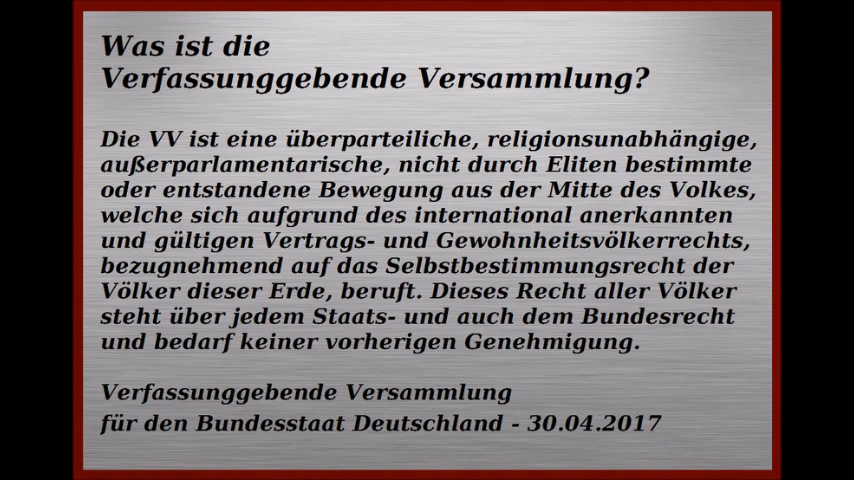 Was ist die
Verfassunggebende Versammlung?
Die VV ist eine überparteiliche, religionsunabhängige,
außerparlamentarische, nicht durch Eliten bestimmte
oder entstandene Bewegung aus der Mitte des Volkes,
welche sich aufgrund des international anerkannten
und gültigen Vertrags- und Gewohnheitsvölkerrechts,
bezugnehmend auf das Selbstbestimmungsrecht der
Völker dieser Erde, beruft. Dieses Recht aller Völker
steht über jedem Staats- und auch dem Bundesrecht
und bedarf keiner vorherigen Genehmigung.
Verfassunggebende Versammlung
für den Bundesstaat Deutschland - 30.04.2017